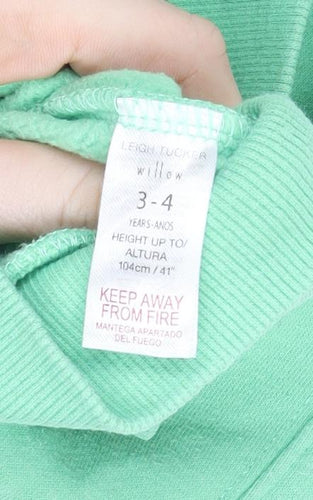 LEIGH TUCKER
willow
3-4
YEARS-ANOS
HEIGHT UP TO/
ALTURA
104cm / 41"
KEEP AWAY
FROM FIRE
MANTEGA APARTADO
DEL FUEGO